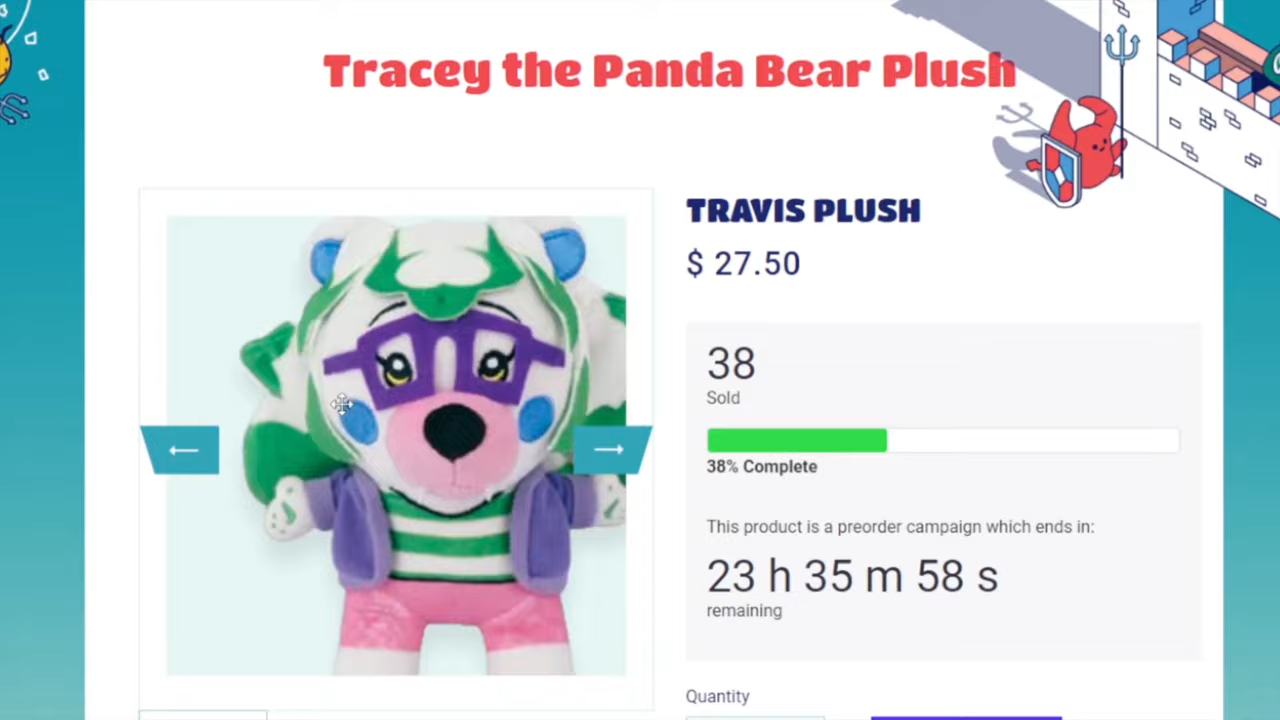 Tracey the Panda Bear Plush
TRAVIS PLUSH
$ 27.50
38
Sold
38% Complete
This product is a preorder campaign which ends in:
23 h 35 m 58 s
remaining
Quantity